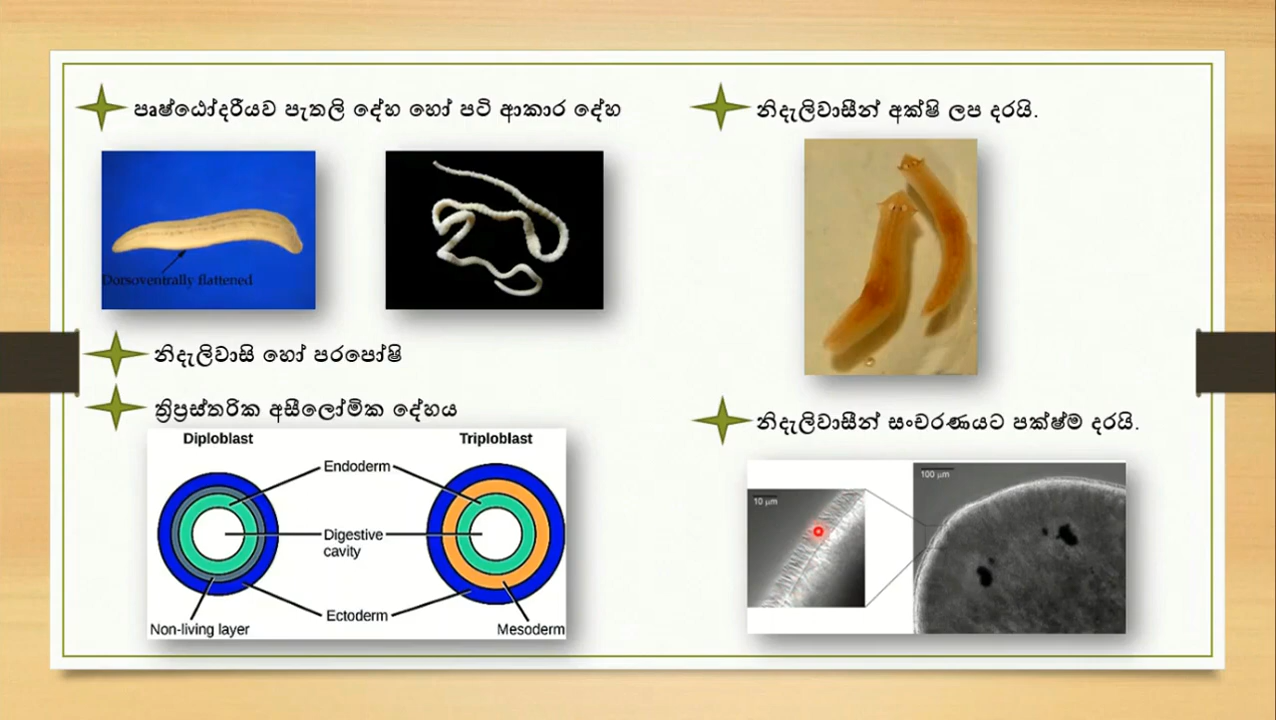 පෘෂ්ඨෝදරීයව පැතලි දේහ හෝ පටි ආකාර දේහ
Dorsoventrally flattened
නිදැලිවාසි හෝ පරපෝෂි
ත්‍රිප්‍රස්තරික අසීලෝමික දේහය
Diploblast
Triploblast
Endoderm
Digestive
cavity
Ectoderm
Non-living layer
Mesoderm
නිදැලිවාසීන් අක්ෂි ලප දරයි.
නිදැලිවාසීන් සංචරණයට පක්ෂ්ම දරයි.
10 µm
100 µm